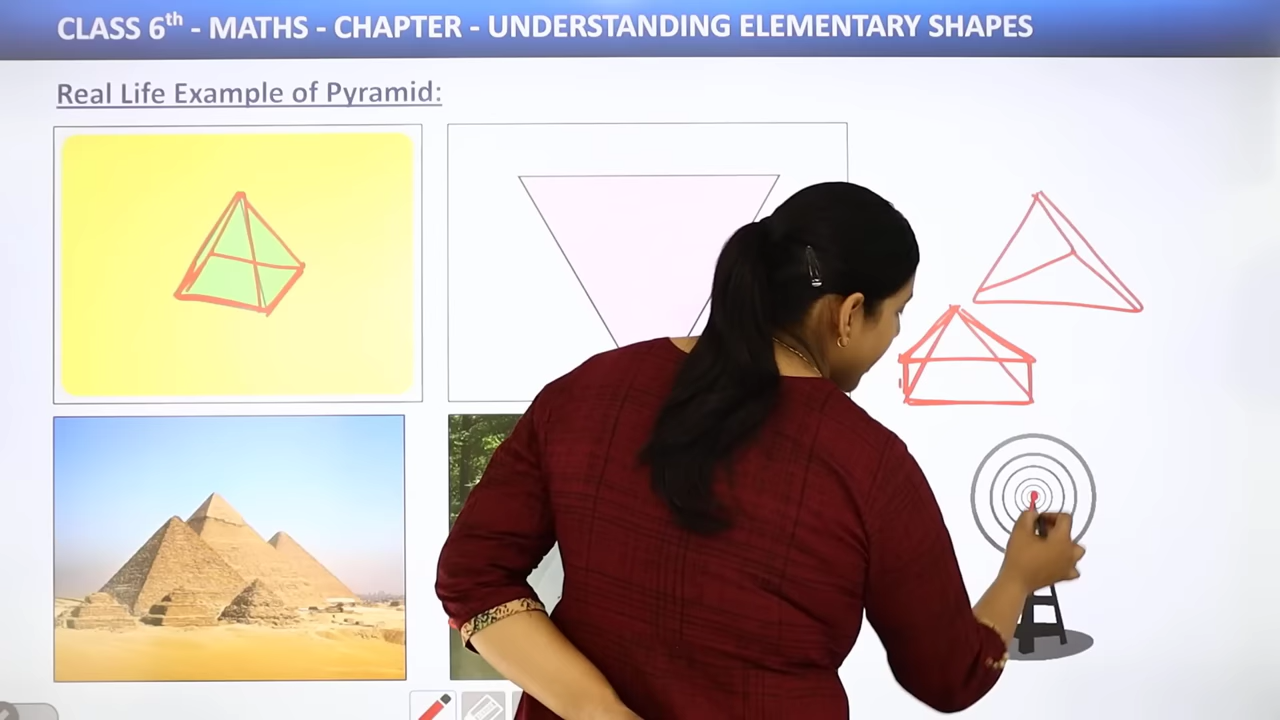 CLASS 6th - MATHS - CHAPTER - UNDERSTANDING ELEMENTARY SHAPES
Real Life Example of Pyramid: